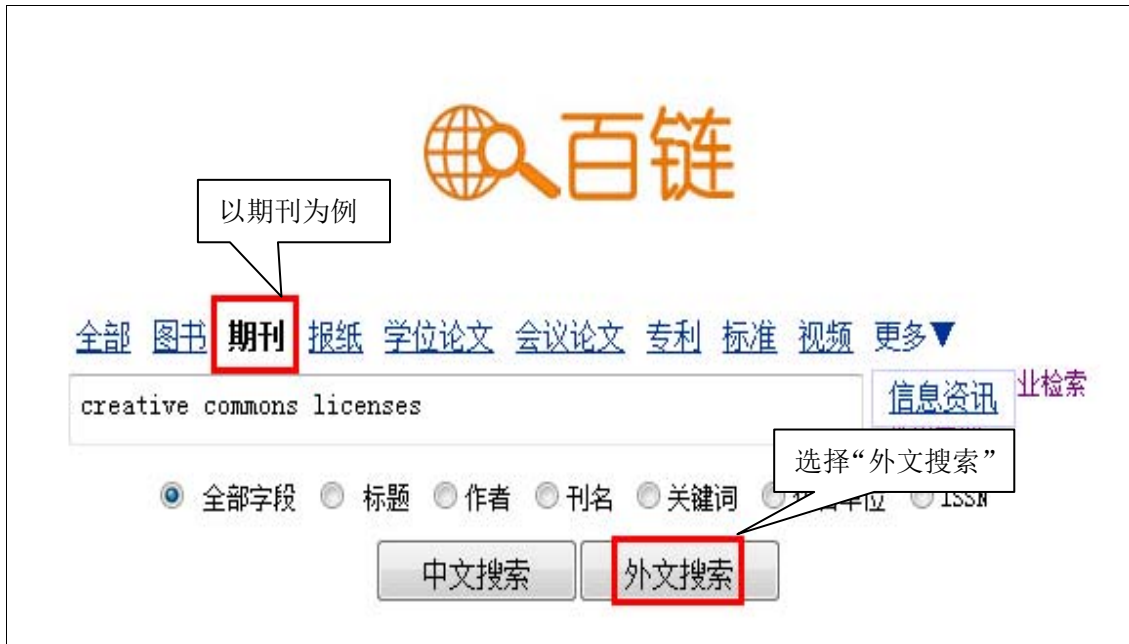 百链
以期刊为例
全部 图书 期刊 报纸 学位论文 会议论文 专利 标准 视频 更多▼
creative commons licenses
信息资讯 业检索
选择“外文搜索”
全部字段 标题 作者 刊名 关键词 单位 ISSN
中文搜索 外文搜索